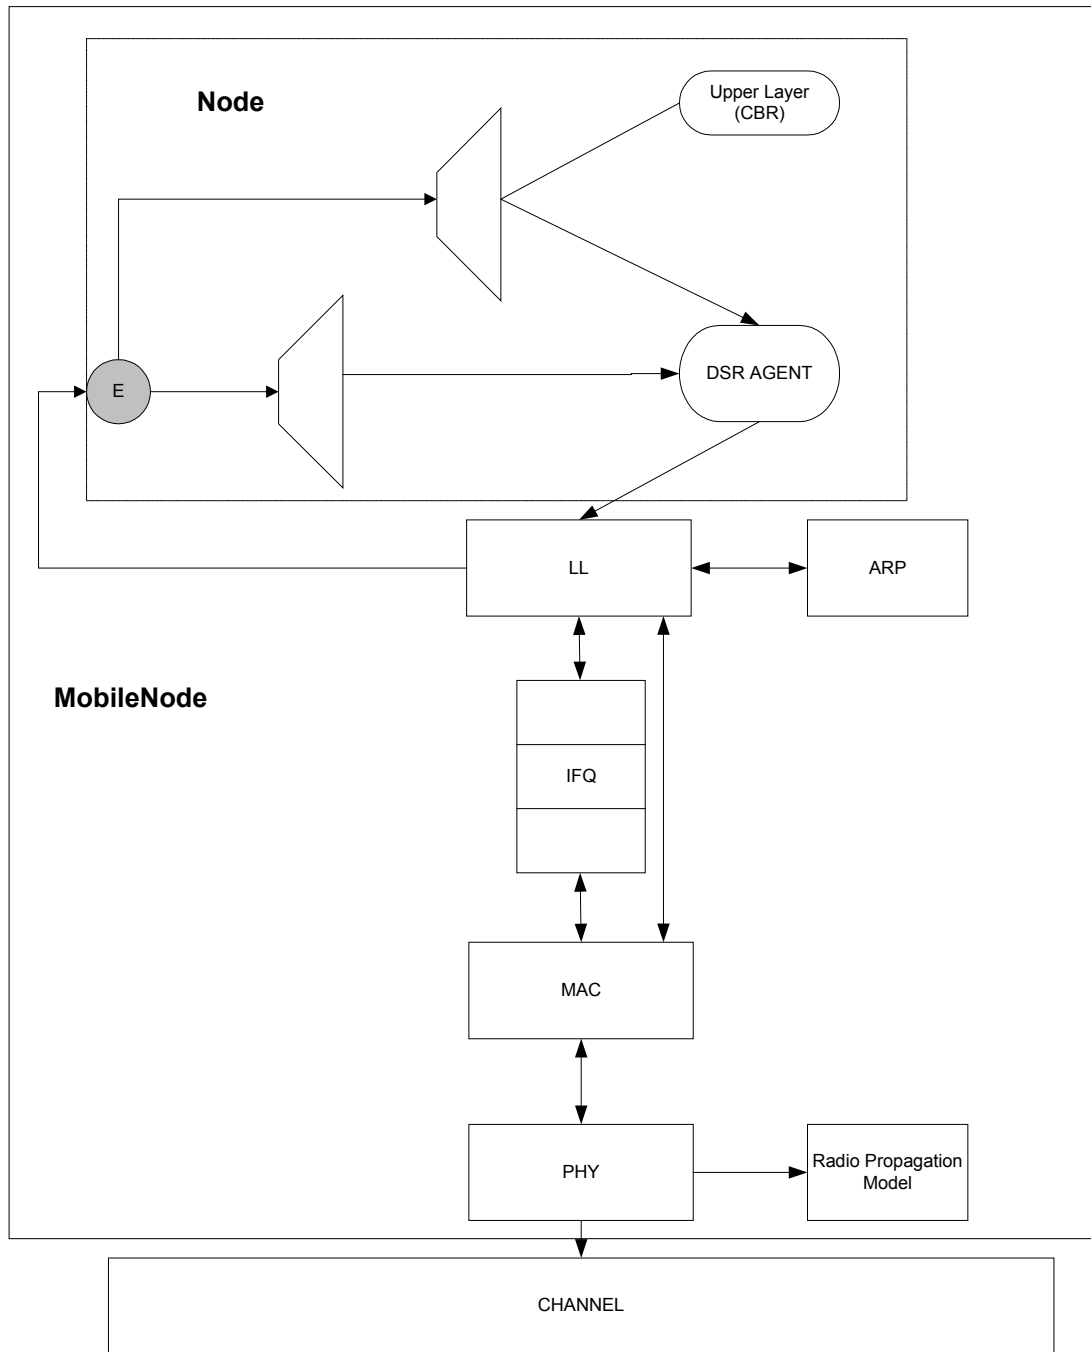 Node
Upper Layer
(CBR)
E
DSR AGENT
LL
ARP
MobileNode
IFQ
MAC
PHY
Radio Propagation
Model
CHANNEL